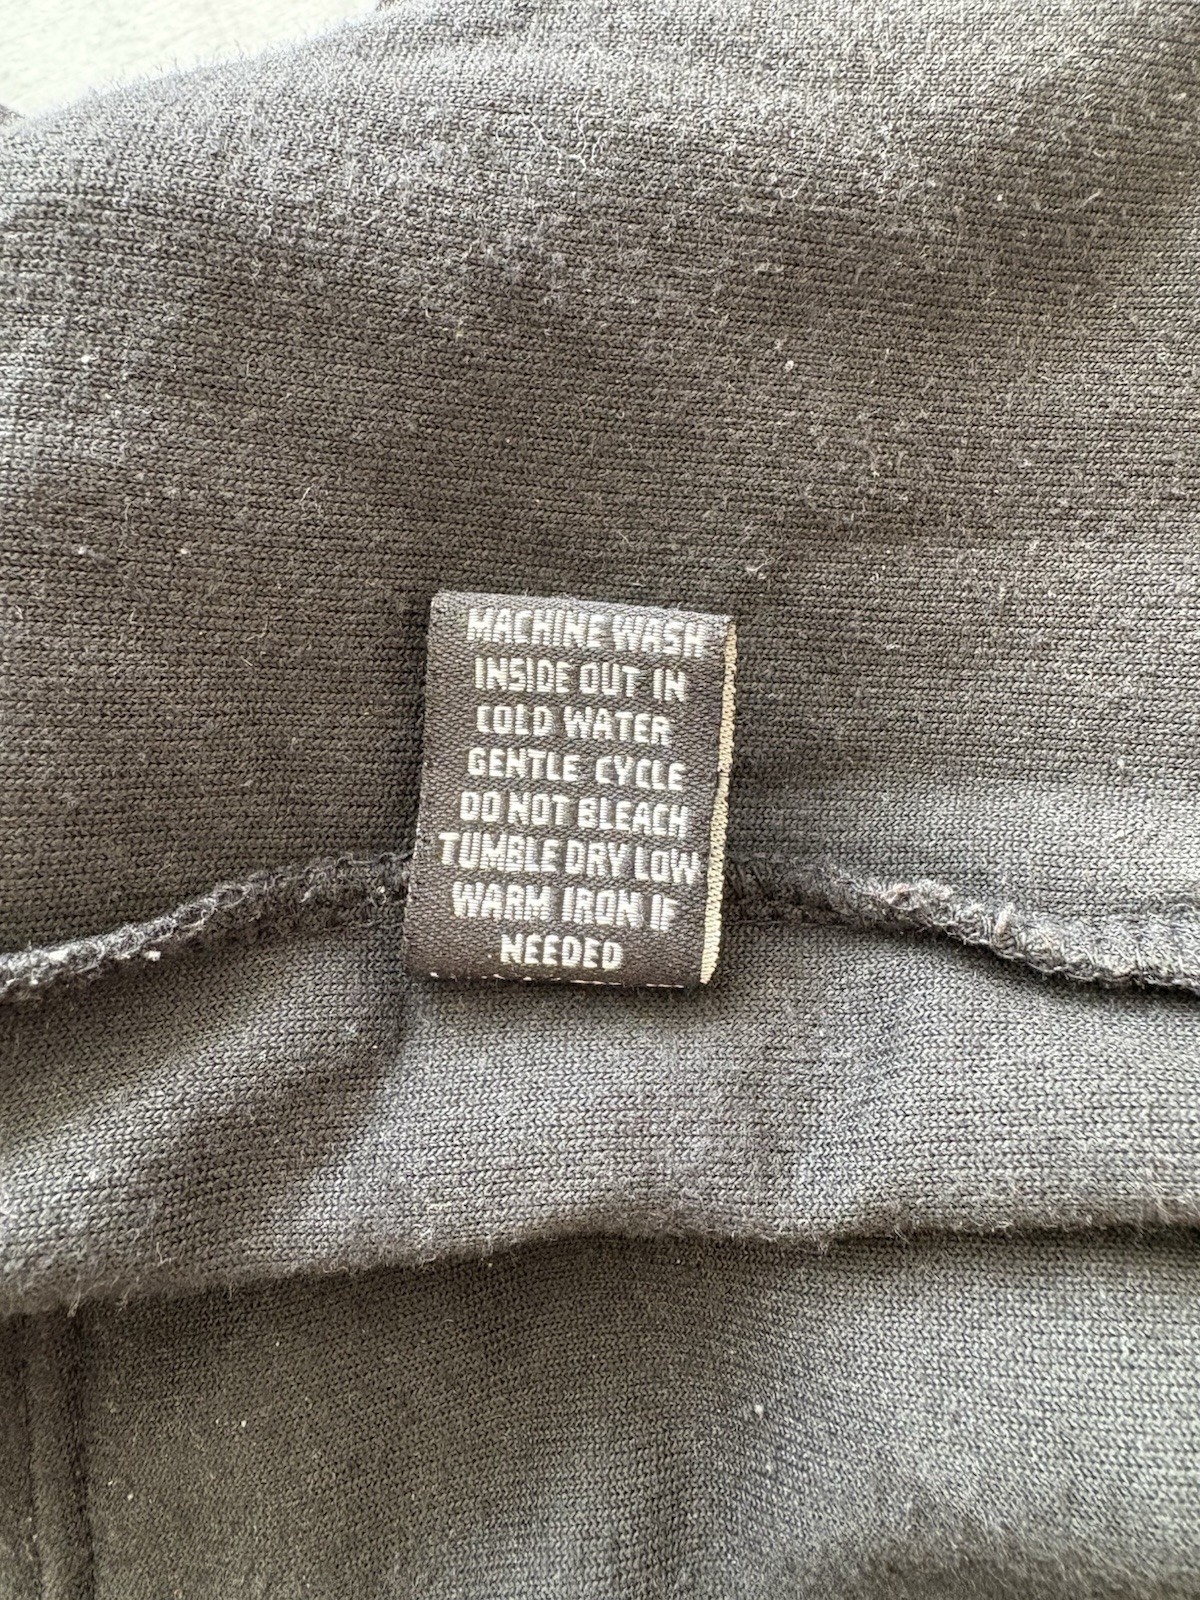 MACHINE WASH
INSIDE OUT IN
COLD WATER
GENTLE CYCLE
DO NOT BLEACH
TUMBLE DRY LOW
WARM IRON IF
NEEDED